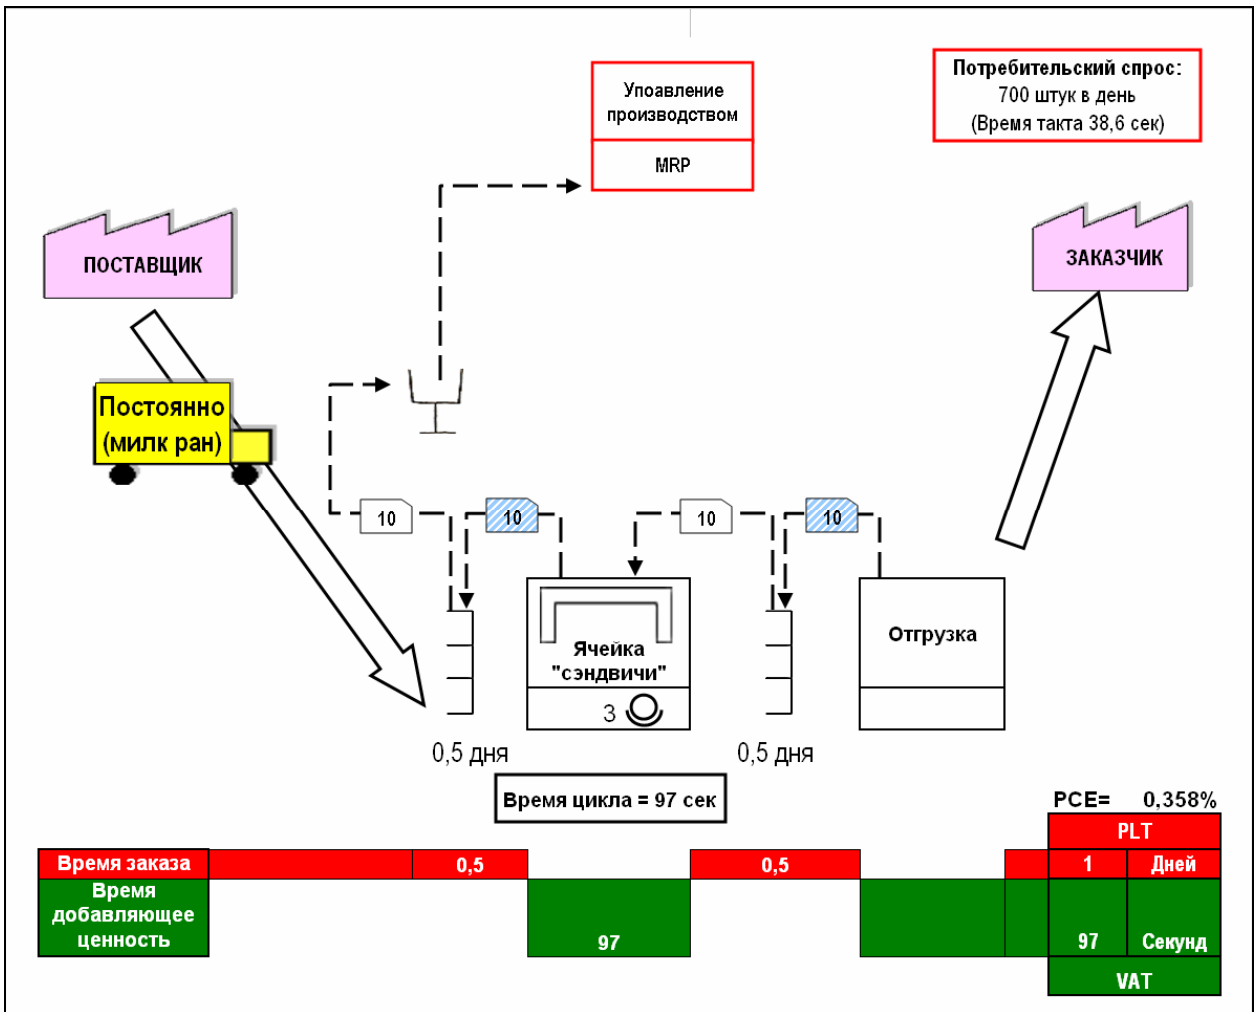 Упоавление
производством
MRP
Потребительский спрос:
700 штук в день
(Время такта 38,6 сек)
ПОСТАВЩИК
ЗАКАЗЧИК
Постоянно
(милк ран)
10
10
10
10
Ячейка
"сэндвичи"
3
Отгрузка
0,5 дня
0,5 дня
Время цикла = 97 сек
PCE= 0,358%
PLT
Время заказа
0,5
0,5
1
Дней
Время
добавляющее
ценность
97
97
Секунд
VAT